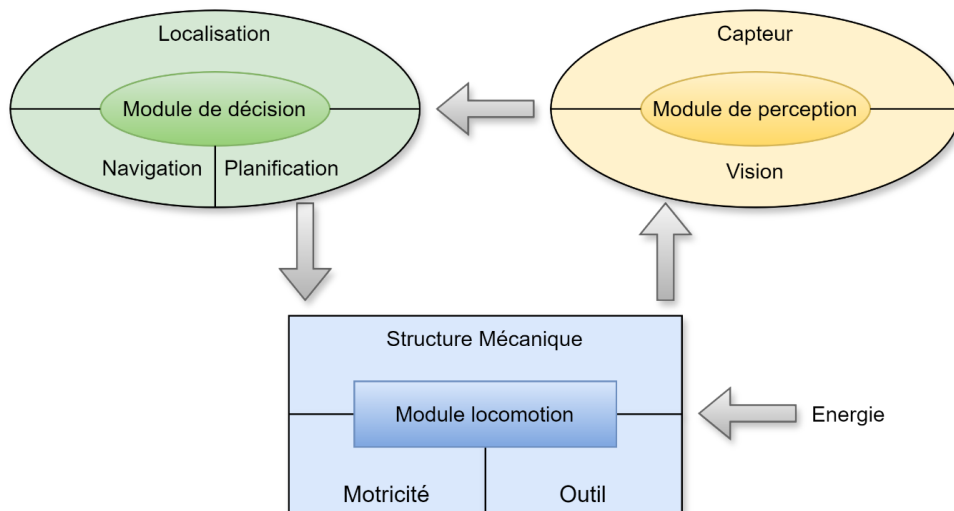 Localisation
Module de décision
Navigation
Planification
Capteur
Module de perception
Vision
Structure Mécanique
Module locomotion
Motricité
Outil
Energie